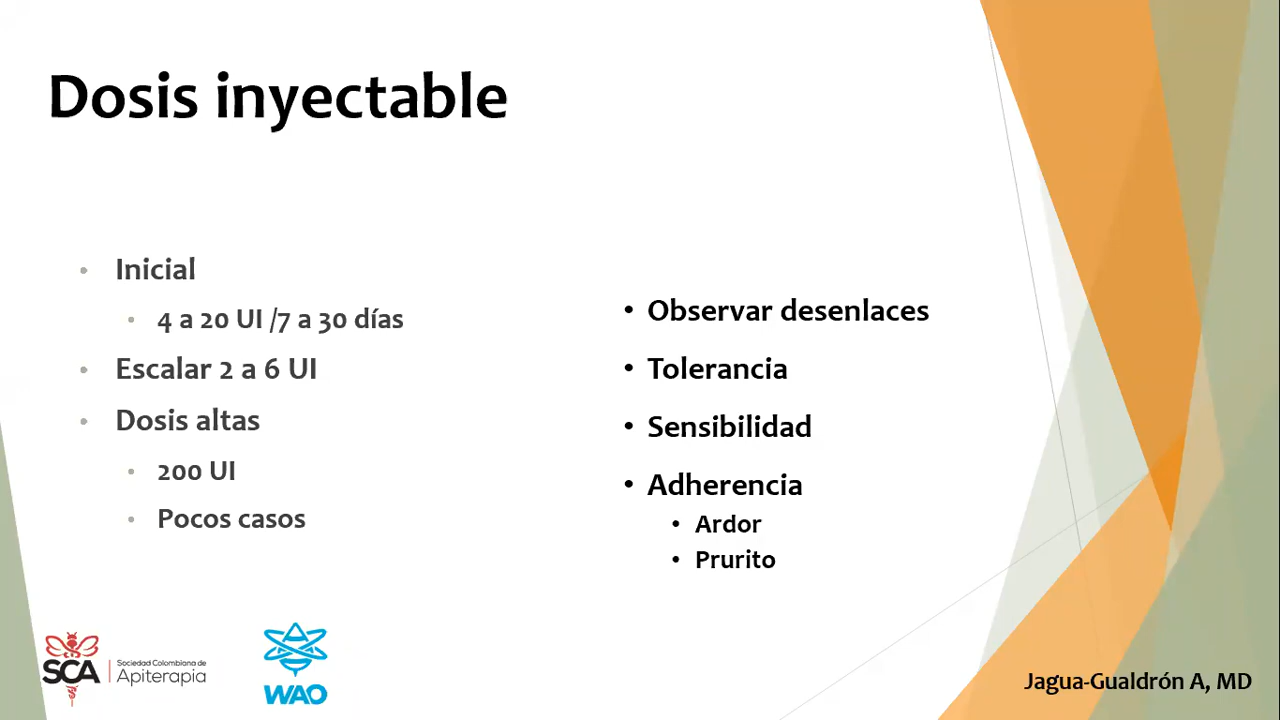 Dosis inyectable
• Inicial
• 4 a 20 UI /7 a 30 días
• Escalar 2 a 6 UI
• Dosis altas
• 200 UI
• Pocos casos
• Observar desenlaces
• Tolerancia
• Sensibilidad
• Adherencia
• Ardor
• Prurito
SCA
Sociedad Colombiana de
Apiterapia
WAO
Jagua-Gualdrón A, MD